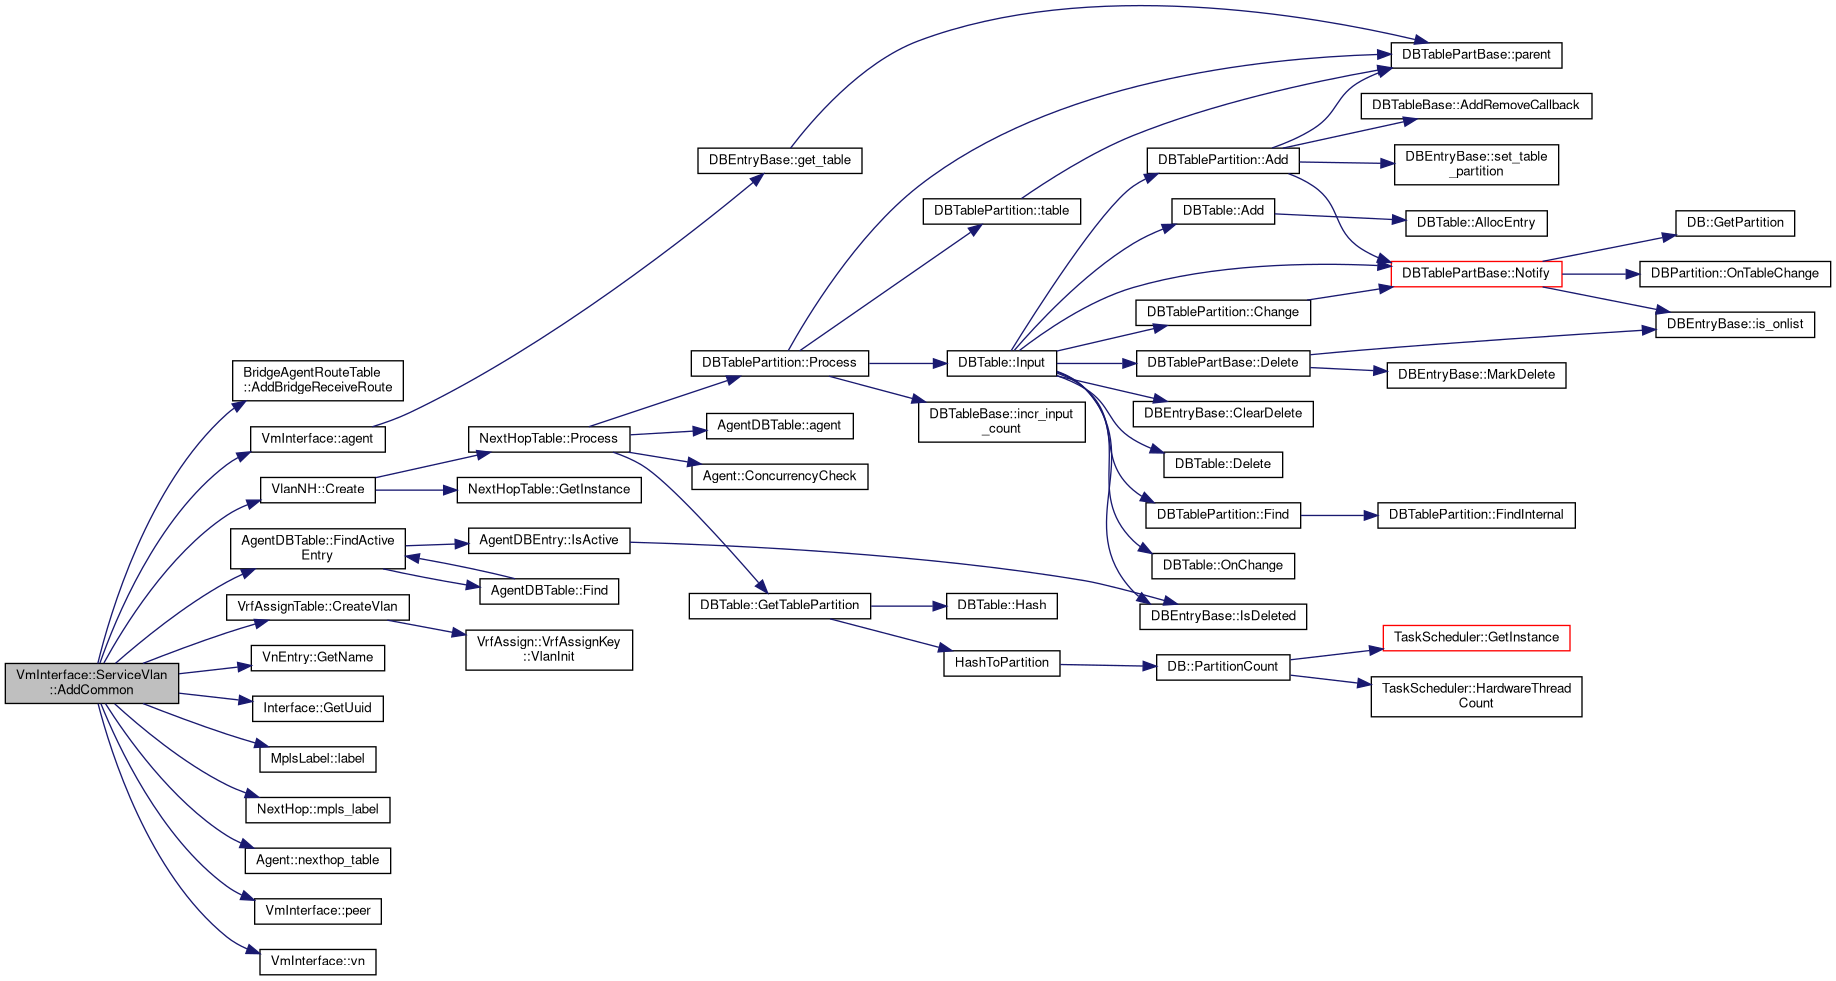 VmInterface::ServiceVlan
::AddCommon
BridgeAgentRouteTable
::AddBridgeReceiveRoute
VmInterface::agent
VlanNH::Create
AgentDBTable::FindActive
Entry
VrfAssignTable::CreateVlan
VnEntry::GetName
Interface::GetUuid
MplsLabel::label
NextHop::mpls_label
Agent::nexthop_table
VmInterface::peer
VmInterface::vn
NextHopTable::Process
NextHopTable::GetInstance
AgentDBEntry::IsActive
AgentDBTable::Find
VrfAssign::VrfAssignKey
::VlanInit
DBEntryBase::get_table
DBTablePartition::Process
AgentDBTable::agent
Agent::ConcurrencyCheck
DBTable::GetTablePartition
DBTablePartition::table
DBTable::Input
DBTableBase::incr_input
_count
DBTable::Hash
HashToPartition
DBTablePartition::Add
DBTable::Add
DBTablePartition::Change
DBTablePartBase::Delete
DBEntryBase::ClearDelete
DBTable::Delete
DBTablePartition::Find
DBTable::OnChange
DBEntryBase::IsDeleted
DB::PartitionCount
DBTablePartBase::parent
DBTableBase::AddRemoveCallback
DBEntryBase::set_table
_partition
DBTable::AllocEntry
DBTablePartBase::Notify
DBEntryBase::MarkDelete
DBTablePartition::FindInternal
TaskScheduler::GetInstance
TaskScheduler::HardwareThread
Count
DB::GetPartition
DBPartition::OnTableChange
DBEntryBase::is_onlist